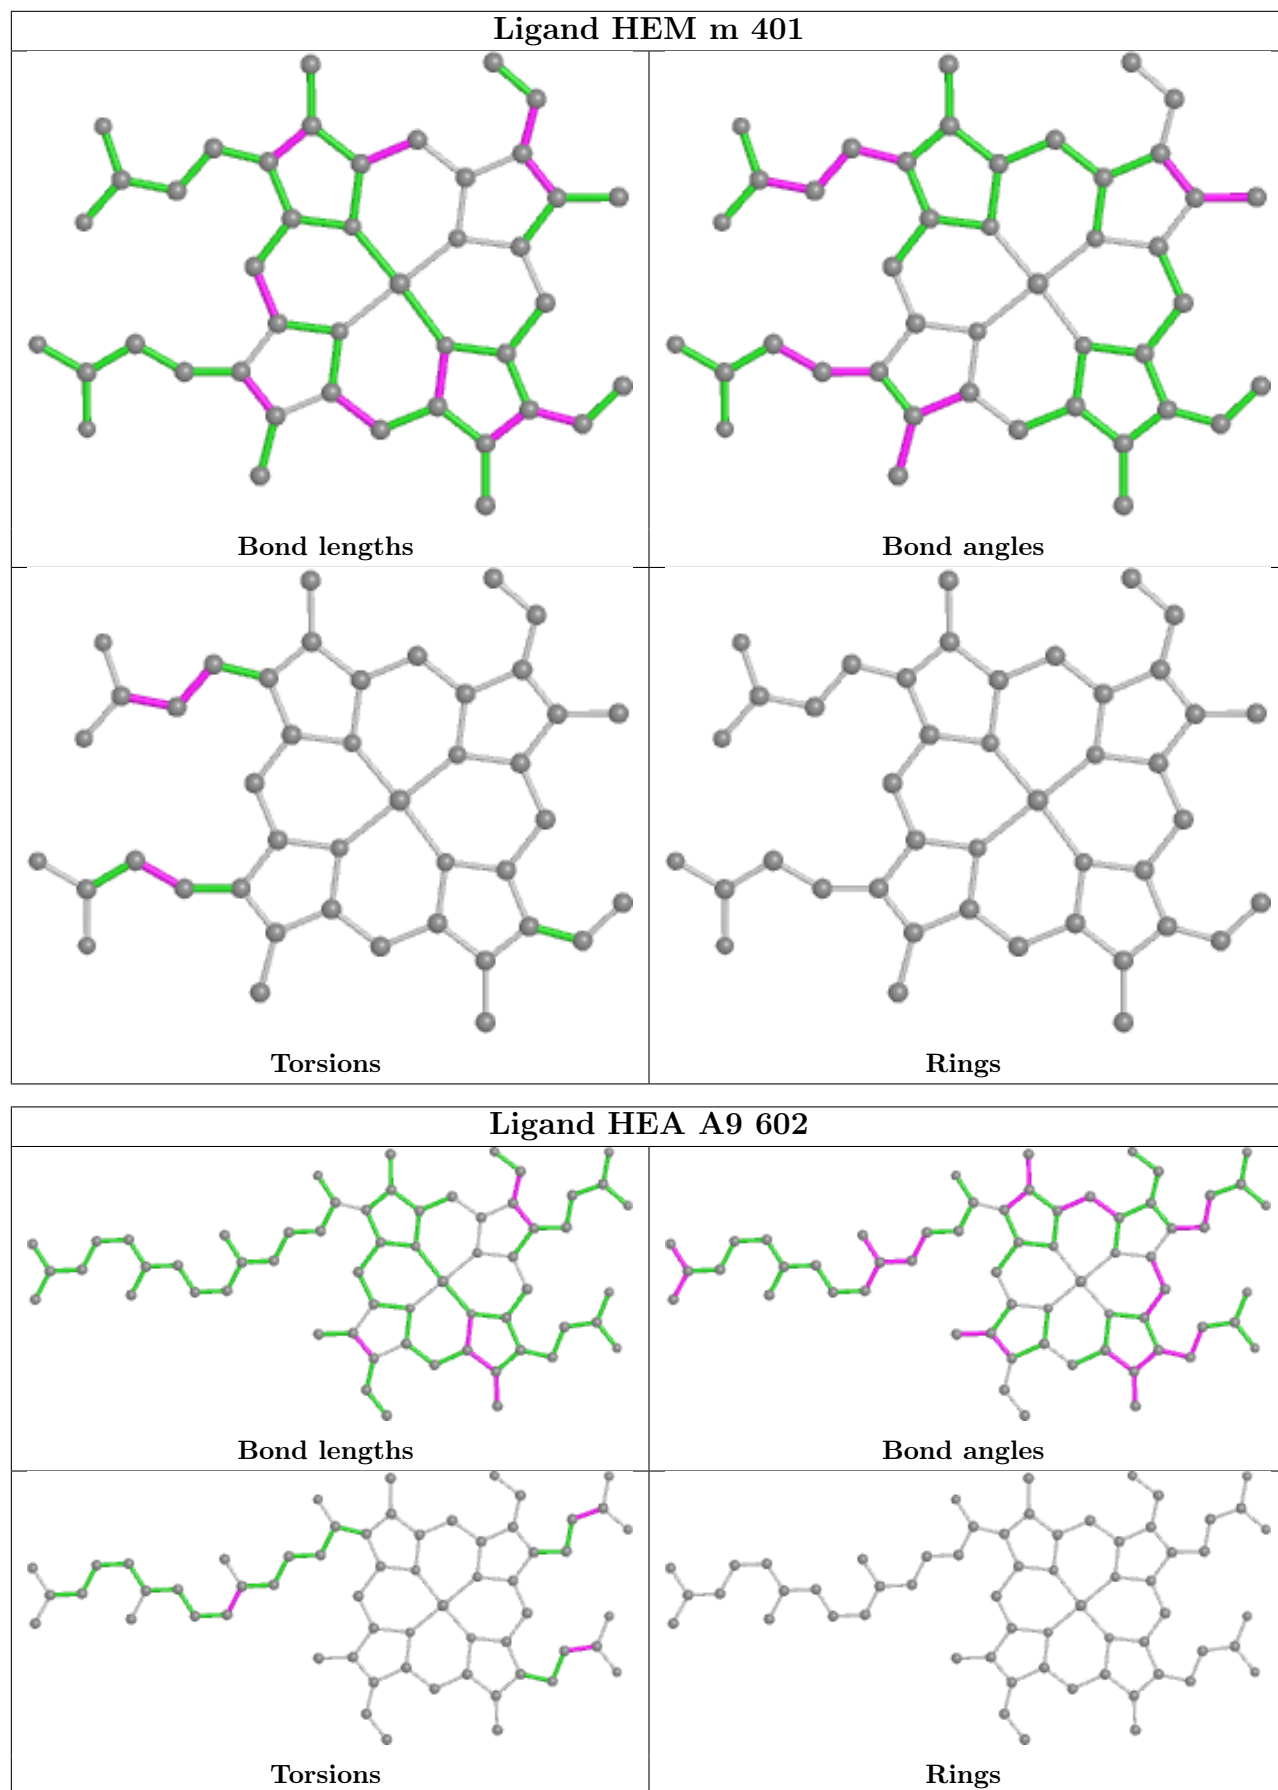 Ligand HEM m 401
Bond lengths
Bond angles
Torsions
Rings
Ligand HEA A9 602
Bond lengths
Bond angles
Torsions
Rings